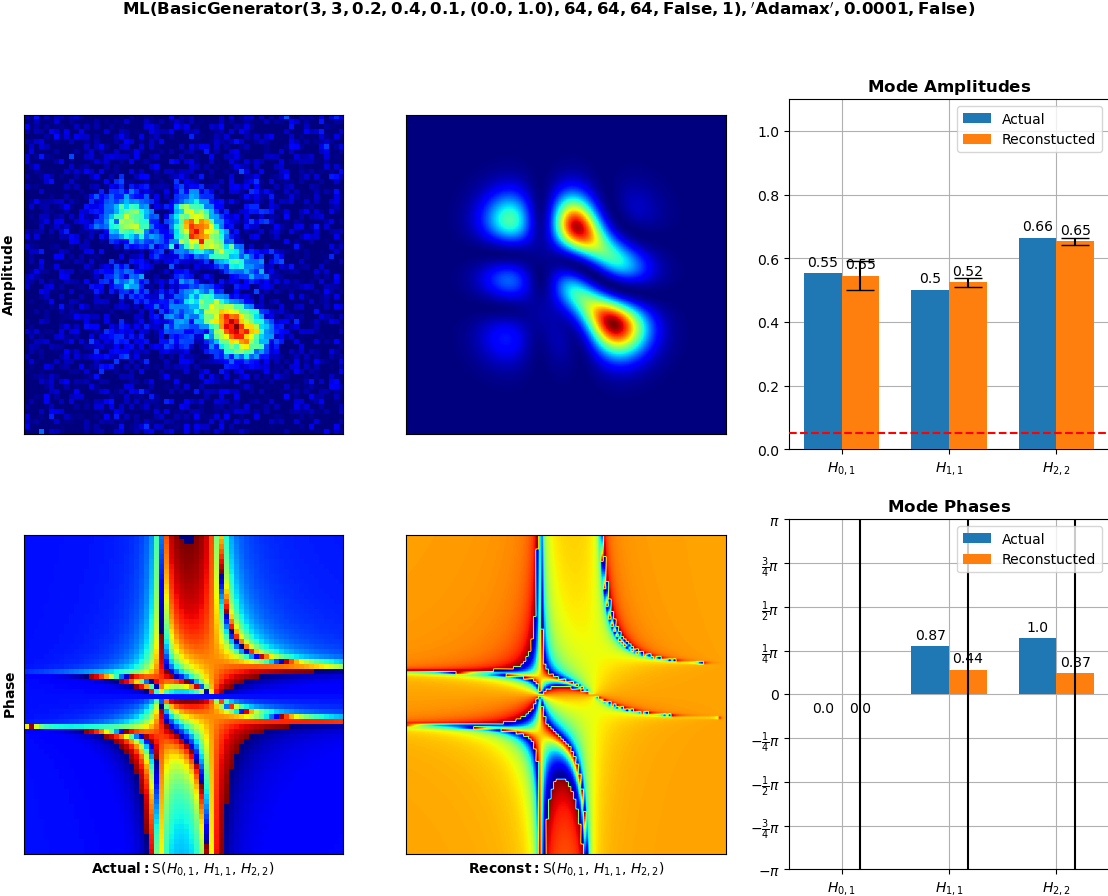 ML(BasicGenerator(3, 3, 0.2, 0.4, 0.1, (0.0, 1.0), 64, 64, 64, False, 1), ′Adamax′, 0.0001, False)
Amplitude
Mode Amplitudes
Actual
Reconstucted
1.0
0.8
0.6
0.4
0.2
0.0
0.55 0.55
0.5 0.52
0.66 0.65
H0,1 H1,1 H2,2
Phase
Actual: S(H0,1, H1,1, H2,2)
Reconst: S(H0,1, H1,1, H2,2)
Mode Phases
Actual
Reconstucted
π
3/4π
1/2π
1/4π
0
−1/4π
−1/2π
−3/4π
−π
0.0 0.0
0.87 0.44
1.0 0.37
H0,1 H1,1 H2,2